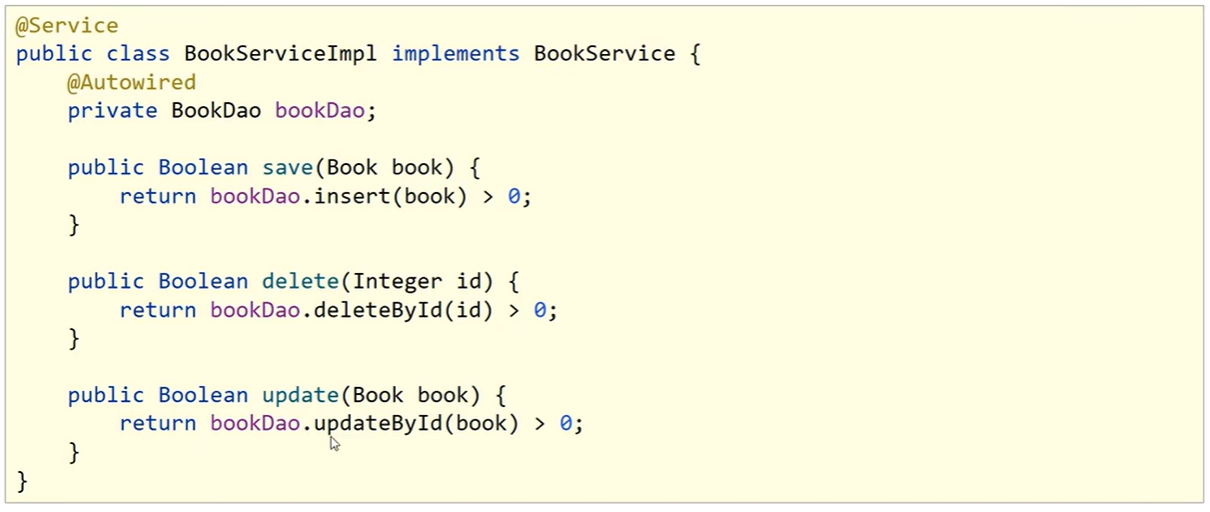 @Service
public class BookServiceImpl implements BookService {
    @Autowired
    private BookDao bookDao;

    public Boolean save(Book book) {
        return bookDao.insert(book) > 0;
    }

    public Boolean delete(Integer id) {
        return bookDao.deleteById(id) > 0;
    }

    public Boolean update(Book book) {
        return bookDao.updateById(book) > 0;
    }
}